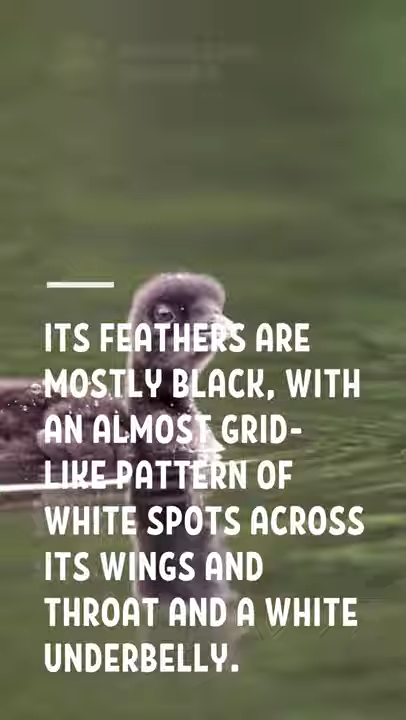 ITS FEATHERS ARE
MOSTLY BLACK, WITH
AN ALMOST GRID-
LIKE PATTERN OF
WHITE SPOTS ACROSS
ITS WINGS AND
THROAT AND A WHITE
UNDERBELLY.